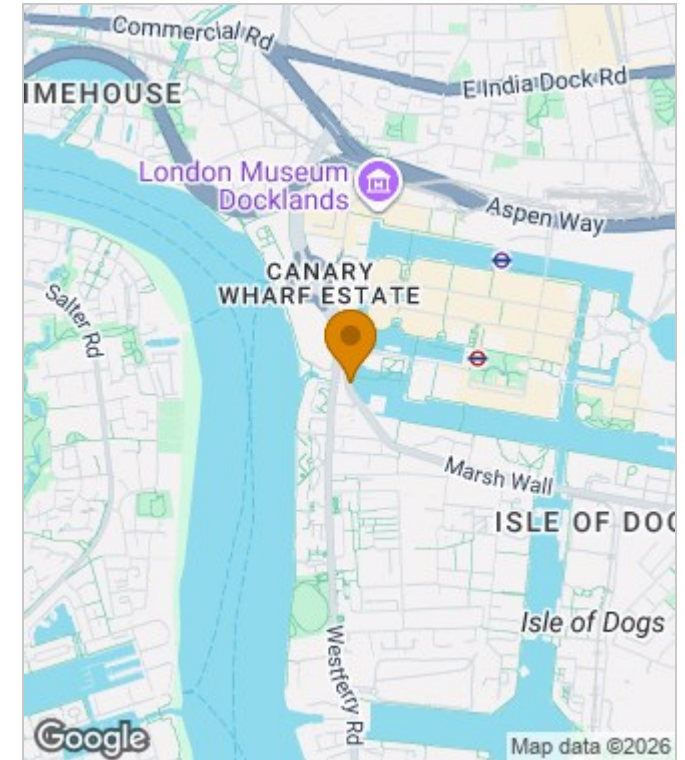 Commercial Rd
E India Dock Rd
IMEHOUSE
London Museum
Docklands
Aspen Way
CANARY
WHARF ESTATE
Salter Rd
Marsh Wall
ISLE OF DOG
Isle of Dogs
Westferry Rd
Google
Map data ©2026